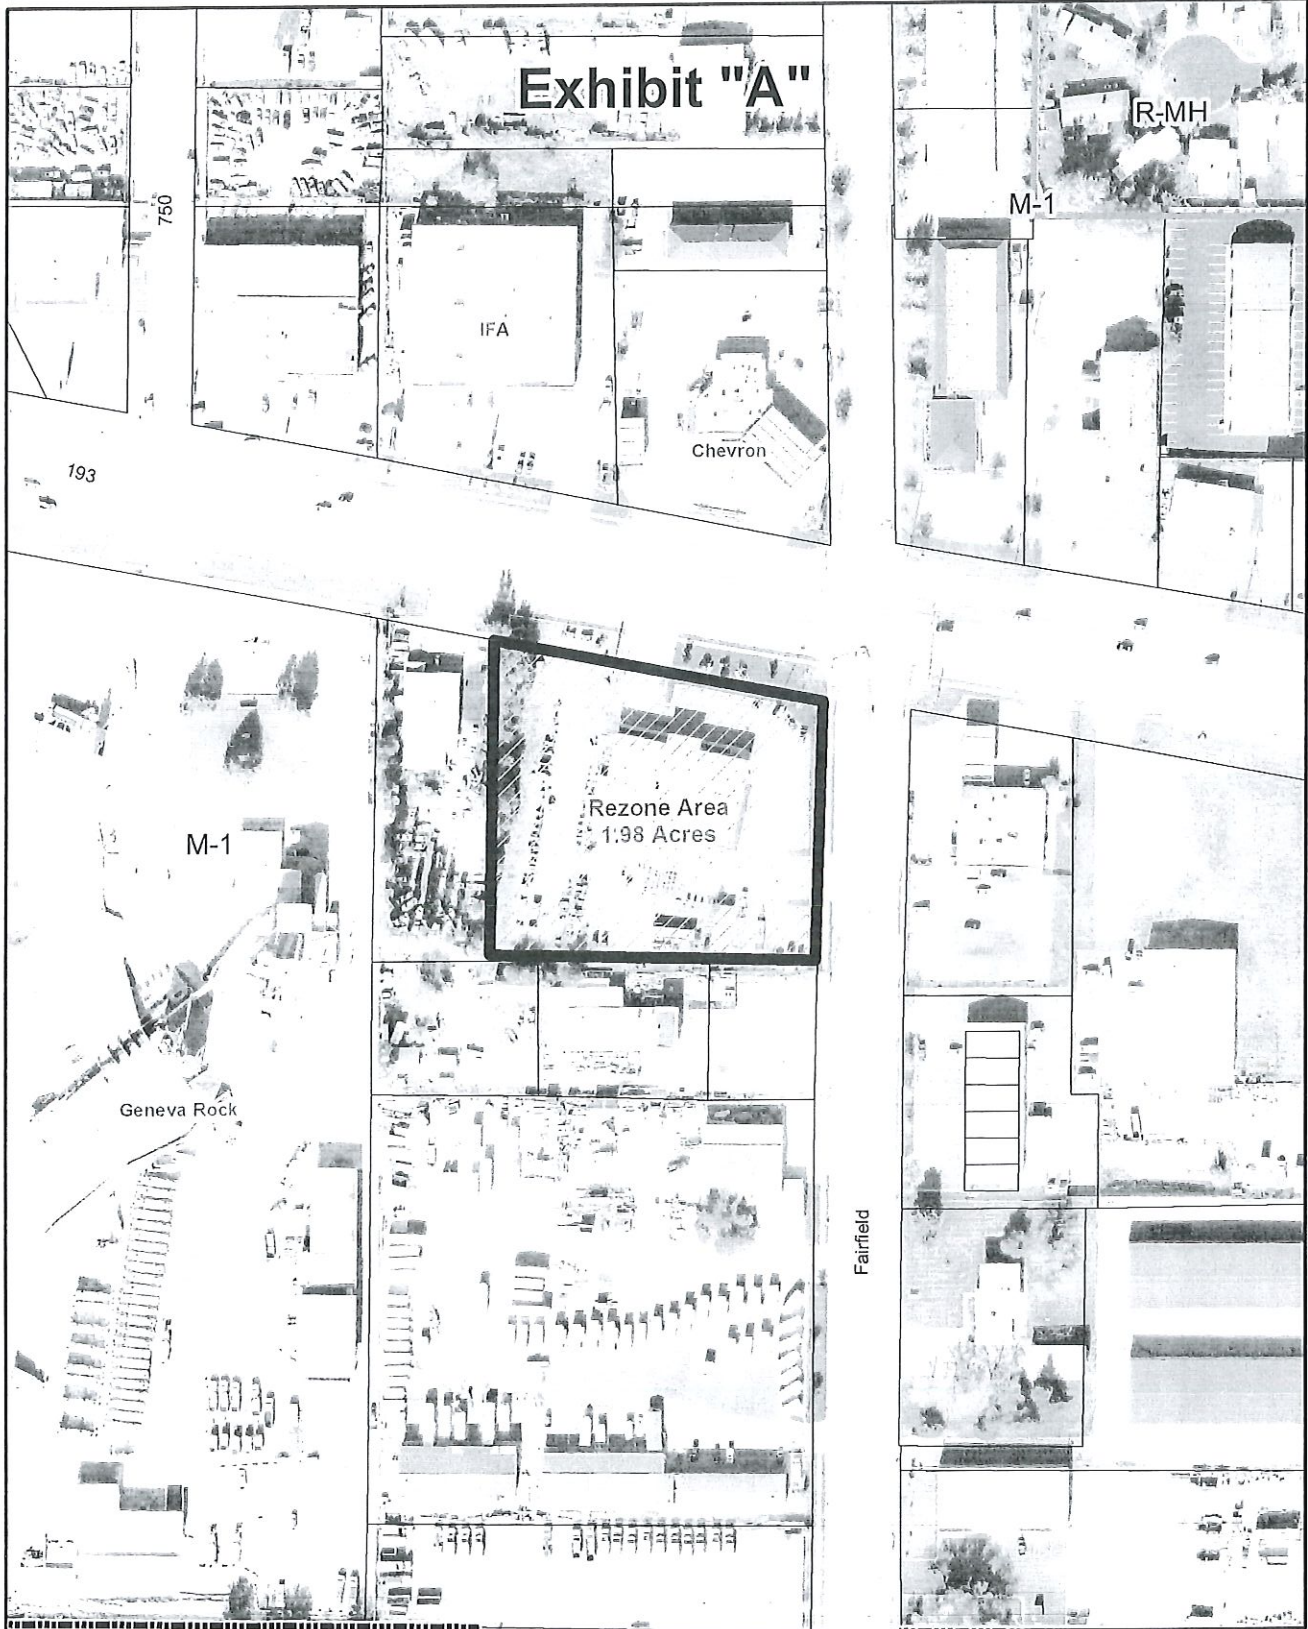 Exhibit "A"
R-MH
M-1
750
IFA
Chevron
193
Rezone Area
1.98 Acres
M-1
Geneva Rock
Fairfield